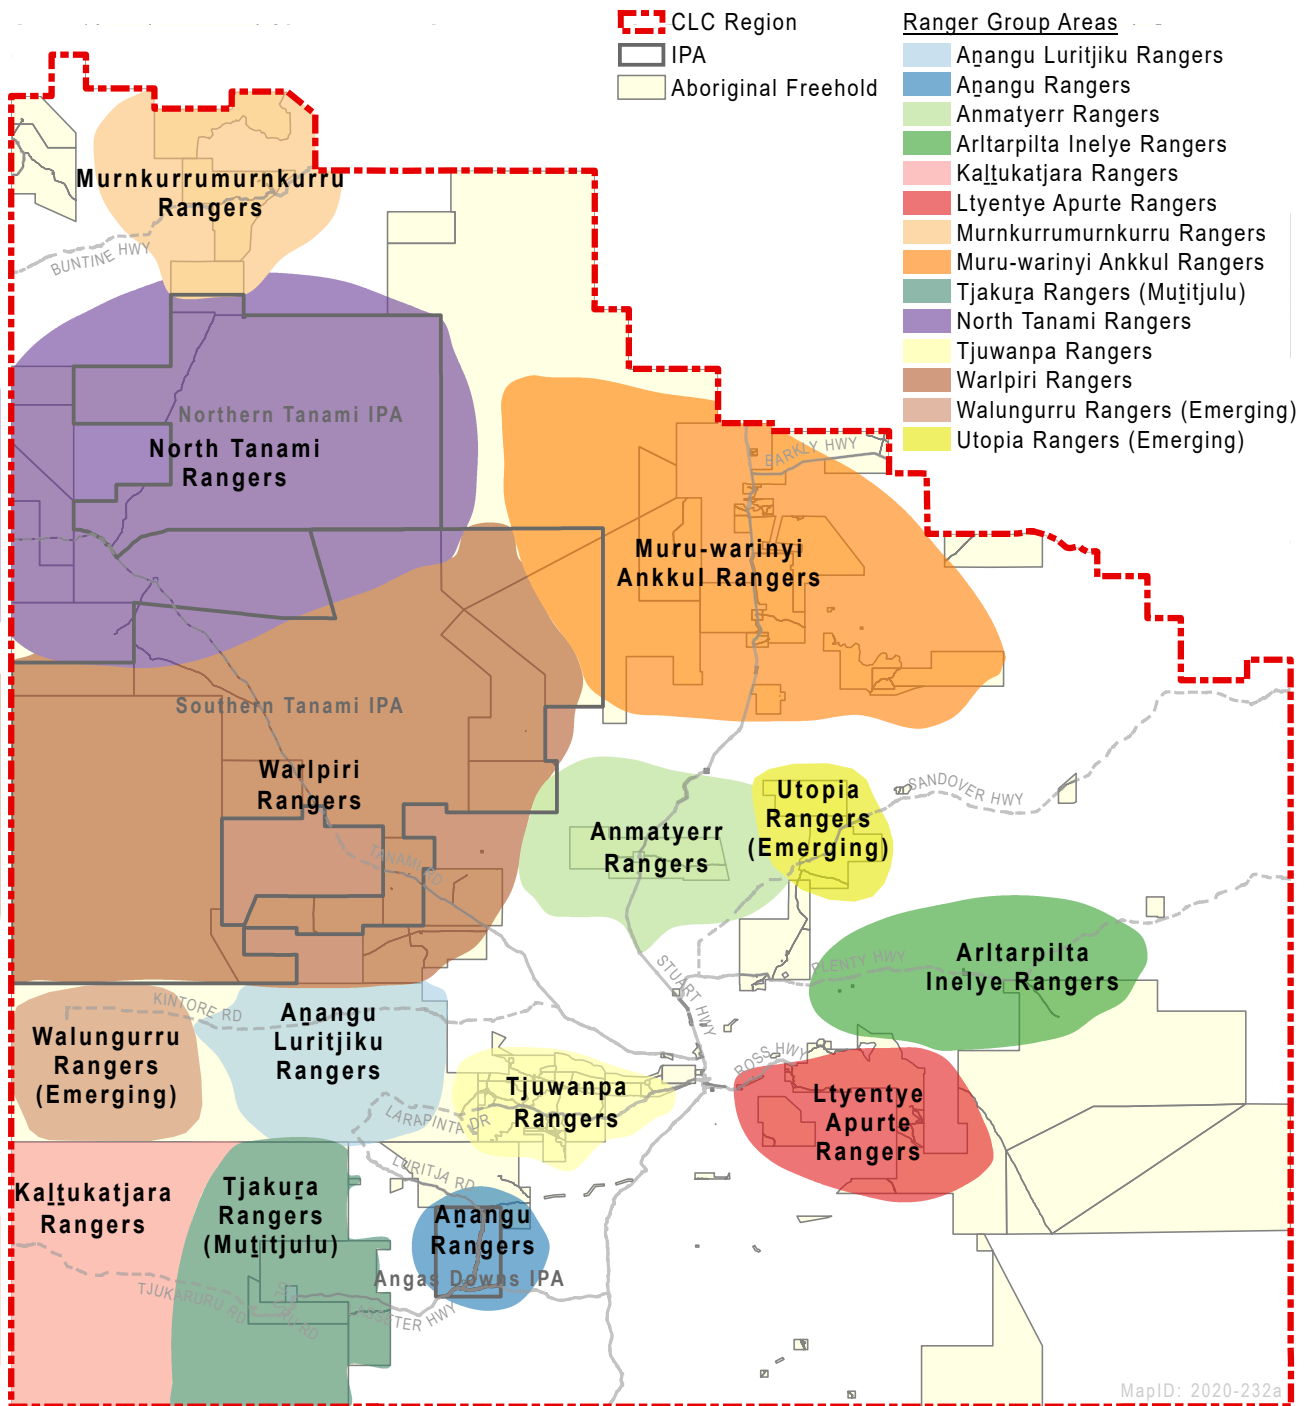 CLC Region
IPA
Aboriginal Freehold
Ranger Group Areas
Aṉangu Luritjiku Rangers
Aṉangu Rangers
Anmatyerr Rangers
Arltarpilta Inelye Rangers
Kaḻṯukatjara Rangers
Ltyentye Apurte Rangers
Murnkurrumurnkurru Rangers
Muru-warinyi Ankkul Rangers
Tjakuṟa Rangers (Muṯitjulu)
North Tanami Rangers
Tjuwanpa Rangers
Warlpiri Rangers
Walungurru Rangers (Emerging)
Utopia Rangers (Emerging)
Murnkurrumurnkurru
Rangers
BUNTINE HWY
Northern Tanami IPA
North Tanami
Rangers
BARKLY HWY
Muru-warinyi
Ankkul Rangers
Southern Tanami IPA
Warlpiri
Rangers
TANAMI RD
Anmatyerr
Rangers
Utopia
Rangers
(Emerging)
SANDOVER HWY
Arltarpilta
Inelye Rangers
PLENTY HWY
STUART HWY
KINTORE RD
Walungurru
Rangers
(Emerging)
Aṉangu
Luritjiku
Rangers
ROSS HWY
Tjuwanpa
Rangers
LARAPINTA DR
Ltyentye
Apurte
Rangers
LURITJA RD
Kaḻṯukatjara
Rangers
Tjakuṟa
Rangers
(Muṯitjulu)
Aṉangu
Rangers
Angas Downs IPA
TJUKARURU RD
LASSETER HWY
MapID: 2020-232a